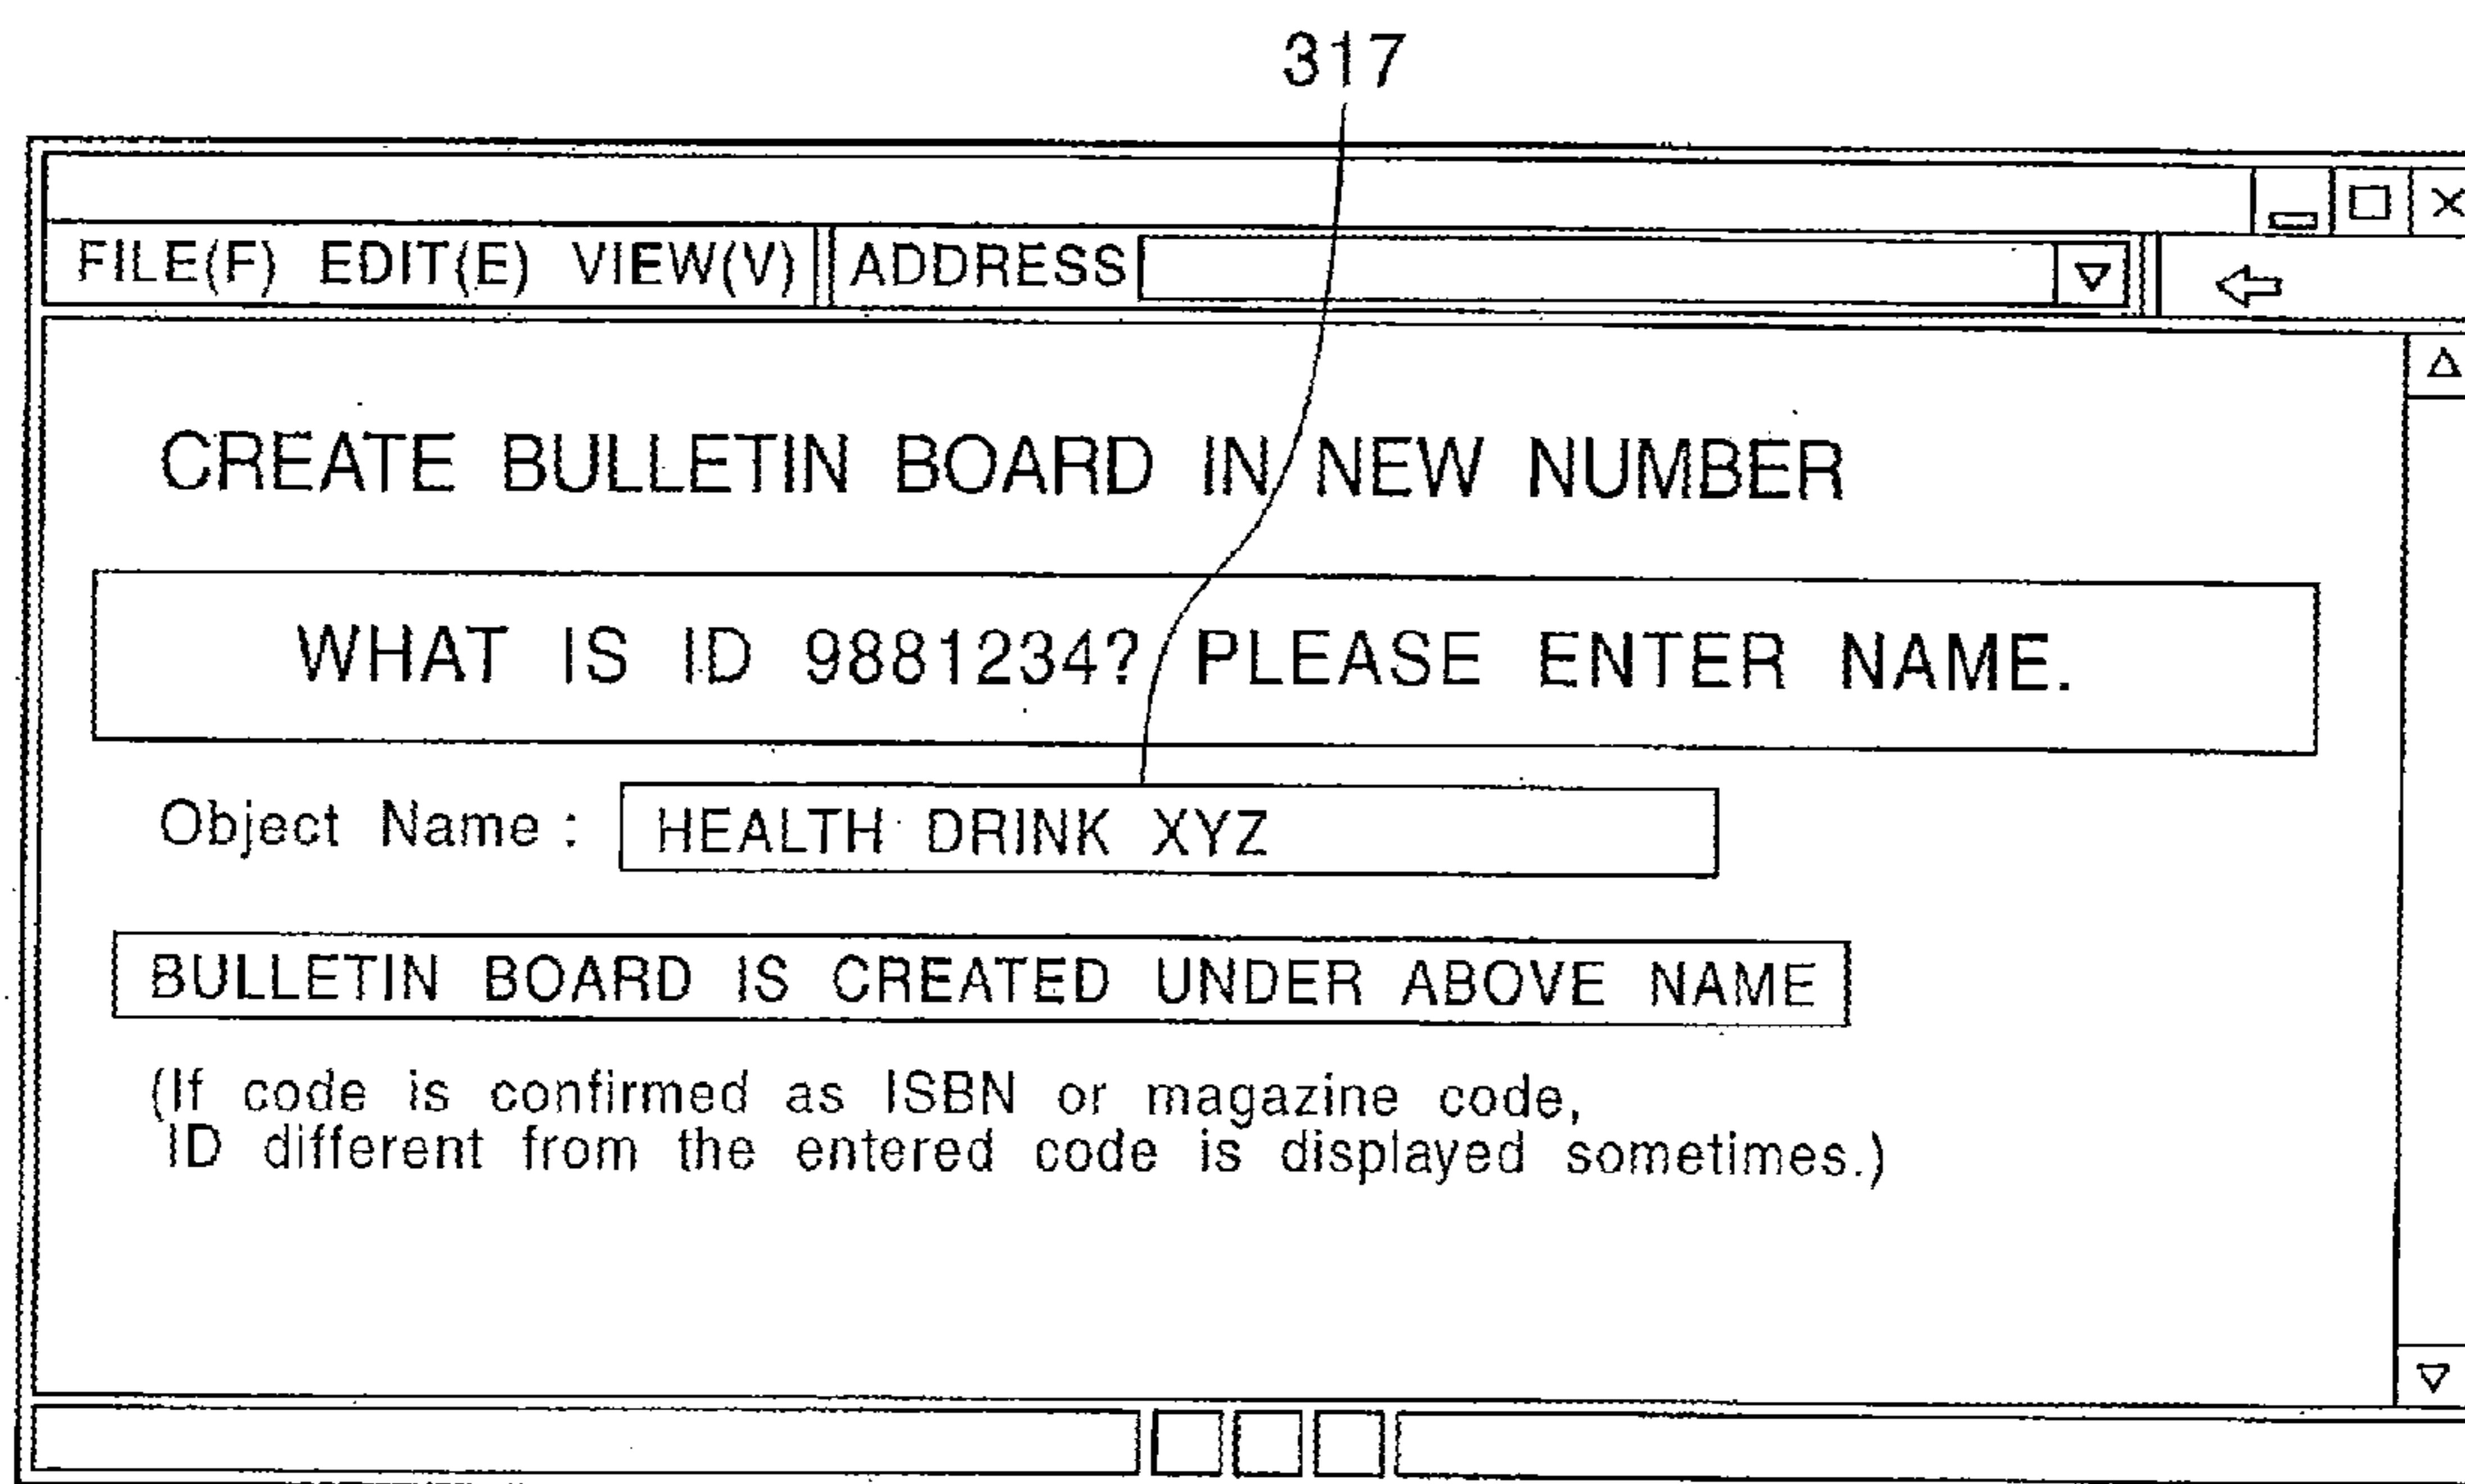 317
FILE(F) EDIT(E) VIEW(V) ADDRESS
CREATE BULLETIN BOARD IN NEW NUMBER
WHAT IS ID 9881234? PLEASE ENTER NAME.
Object Name : HEALTH DRINK XYZ
BULLETIN BOARD IS CREATED UNDER ABOVE NAME
(If code is confirmed as ISBN or magazine code,
ID different from the entered code is displayed sometimes.)